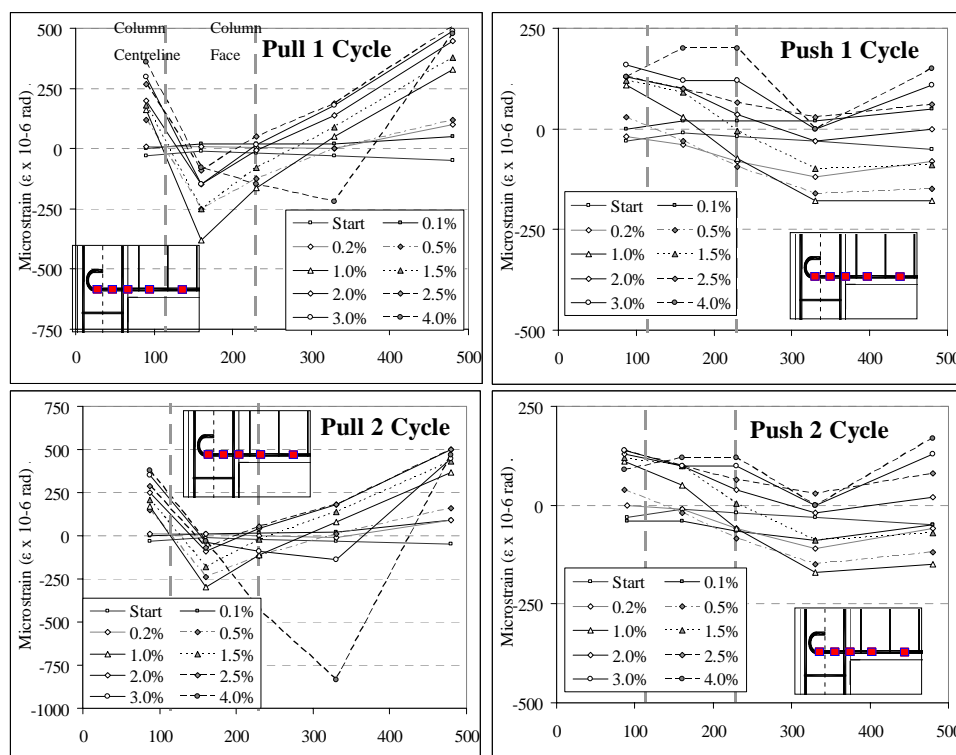 Column
Centreline
Column
Face
Pull 1 Cycle
Microstrain (ε x 10-6 rad) .
500
250
0
-250
-500
-750
0 100 200 300 400 500
Start 0.1%
0.2% 0.5%
1.0% 1.5%
2.0% 2.5%
3.0% 4.0%
Push 1 Cycle
Microstrain (ε x 10-6 rad) .
250
0
-250
-500
0 100 200 300 400 500
Start 0.1%
0.2% 0.5%
1.0% 1.5%
2.0% 2.5%
3.0% 4.0%
Pull 2 Cycle
Microstrain (ε x 10-6 rad) .
750
500
250
0
-250
-500
-750
-1000
0 100 200 300 400 500
Start 0.1%
0.2% 0.5%
1.0% 1.5%
2.0% 2.5%
3.0% 4.0%
Push 2 Cycle
Microstrain (ε x 10-6 rad) .
250
0
-250
-500
0 100 200 300 400 500
Start 0.1%
0.2% 0.5%
1.0% 1.5%
2.0% 2.5%
3.0% 4.0%